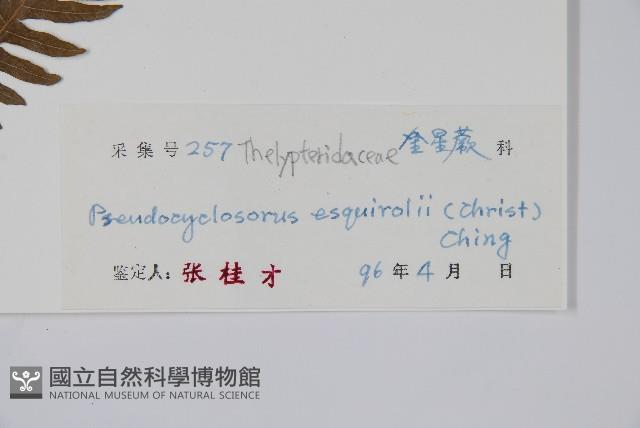 采集号 257 Thelypteridaceae 金星蕨 科
Pseudocyclosorus esquirolii (Christ)
Ching
鉴定人: 张桂才 96 年 4 月 日
國立自然科學博物館
NATIONAL MUSEUM OF NATURAL SCIENCE